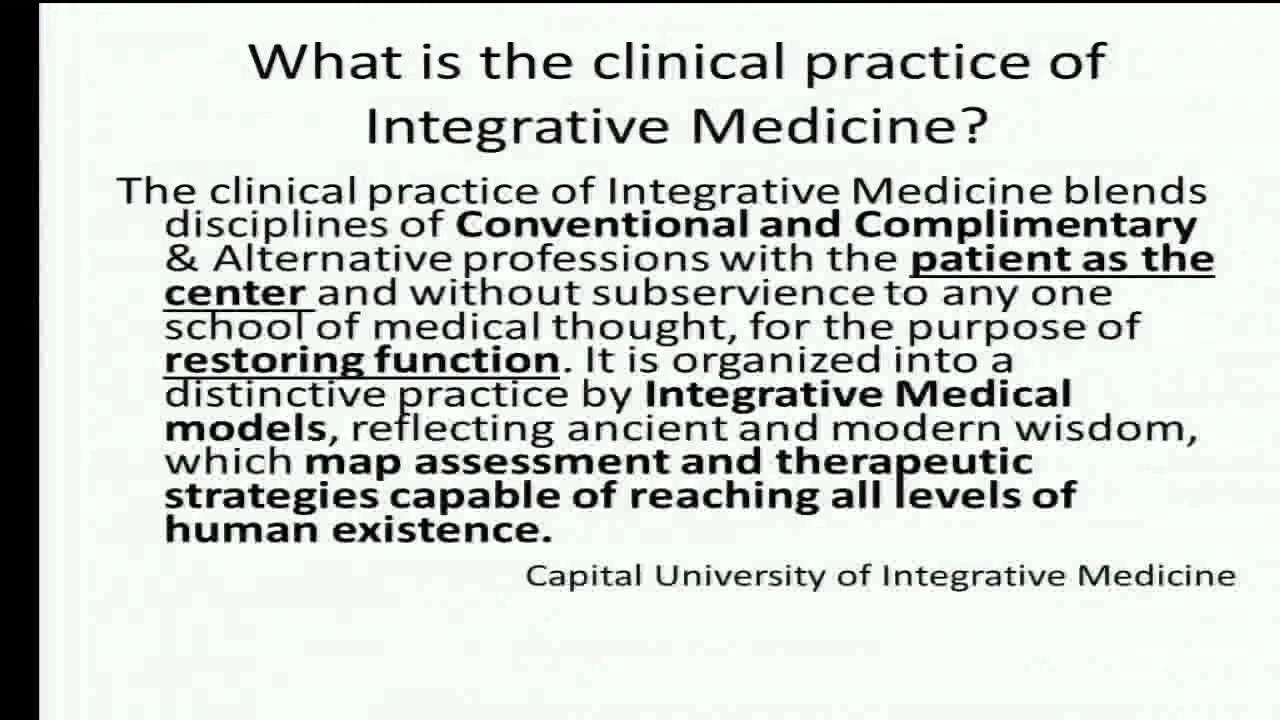 What is the clinical practice of
Integrative Medicine?
The clinical practice of Integrative Medicine blends
disciplines of Conventional and Complimentary
& Alternative professions with the patient as the
center and without subservience to any one
school of medical thought, for the purpose of
restoring function. It is organized into a
distinctive practice by Integrative Medical
models, reflecting ancient and modern wisdom,
which map assessment and therapeutic
strategies capable of reaching all levels of
human existence.
Capital University of Integrative Medicine